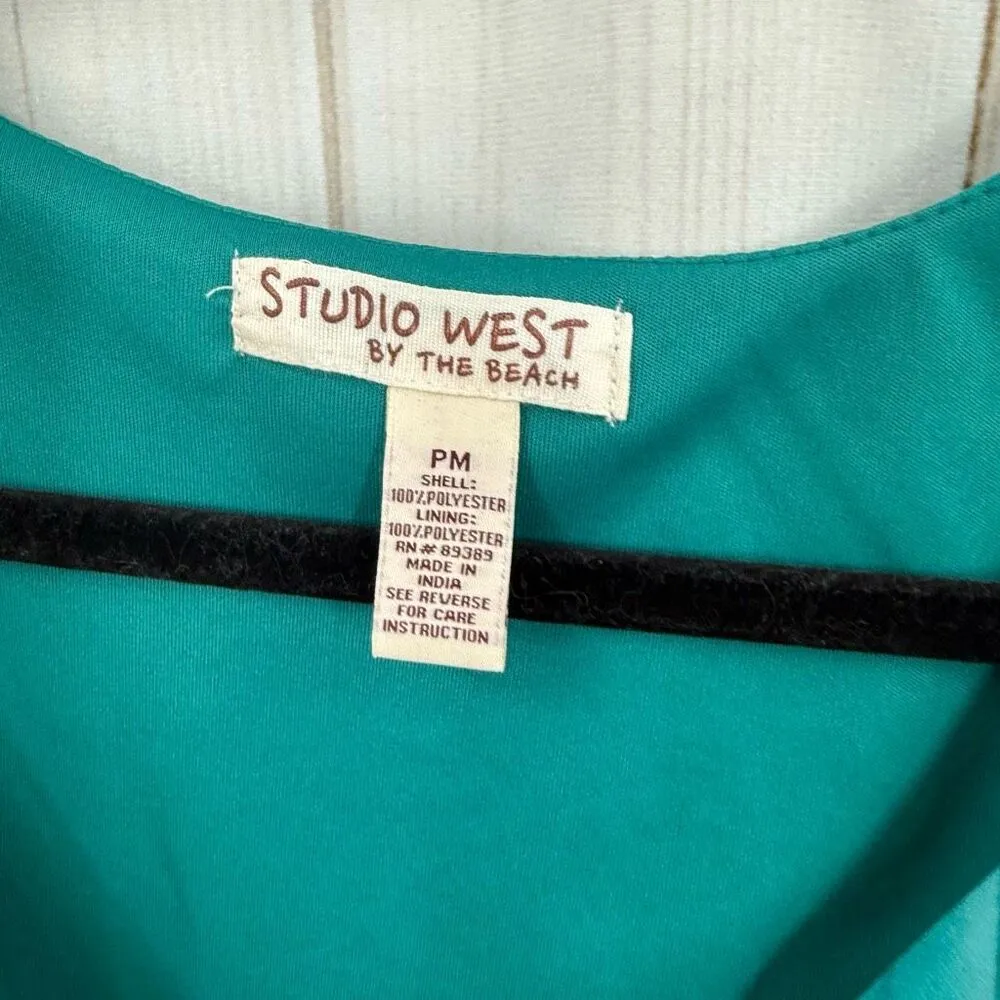 STUDIO WEST
BY THE BEACH
PM
SHELL:
100%POLYESTER
LINING:
100%POLYESTER
RN # 89389
MADE IN
INDIA
SEE REVERSE
FOR CARE
INSTRUCTION